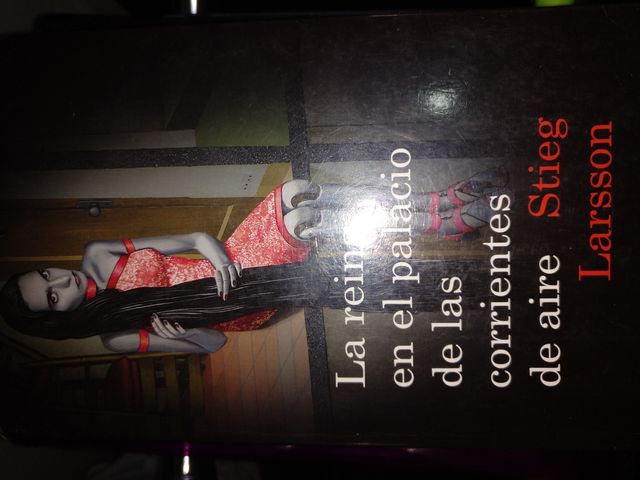 La reina
en el palacio
de las
corrientes
de aire Stieg
Larsson